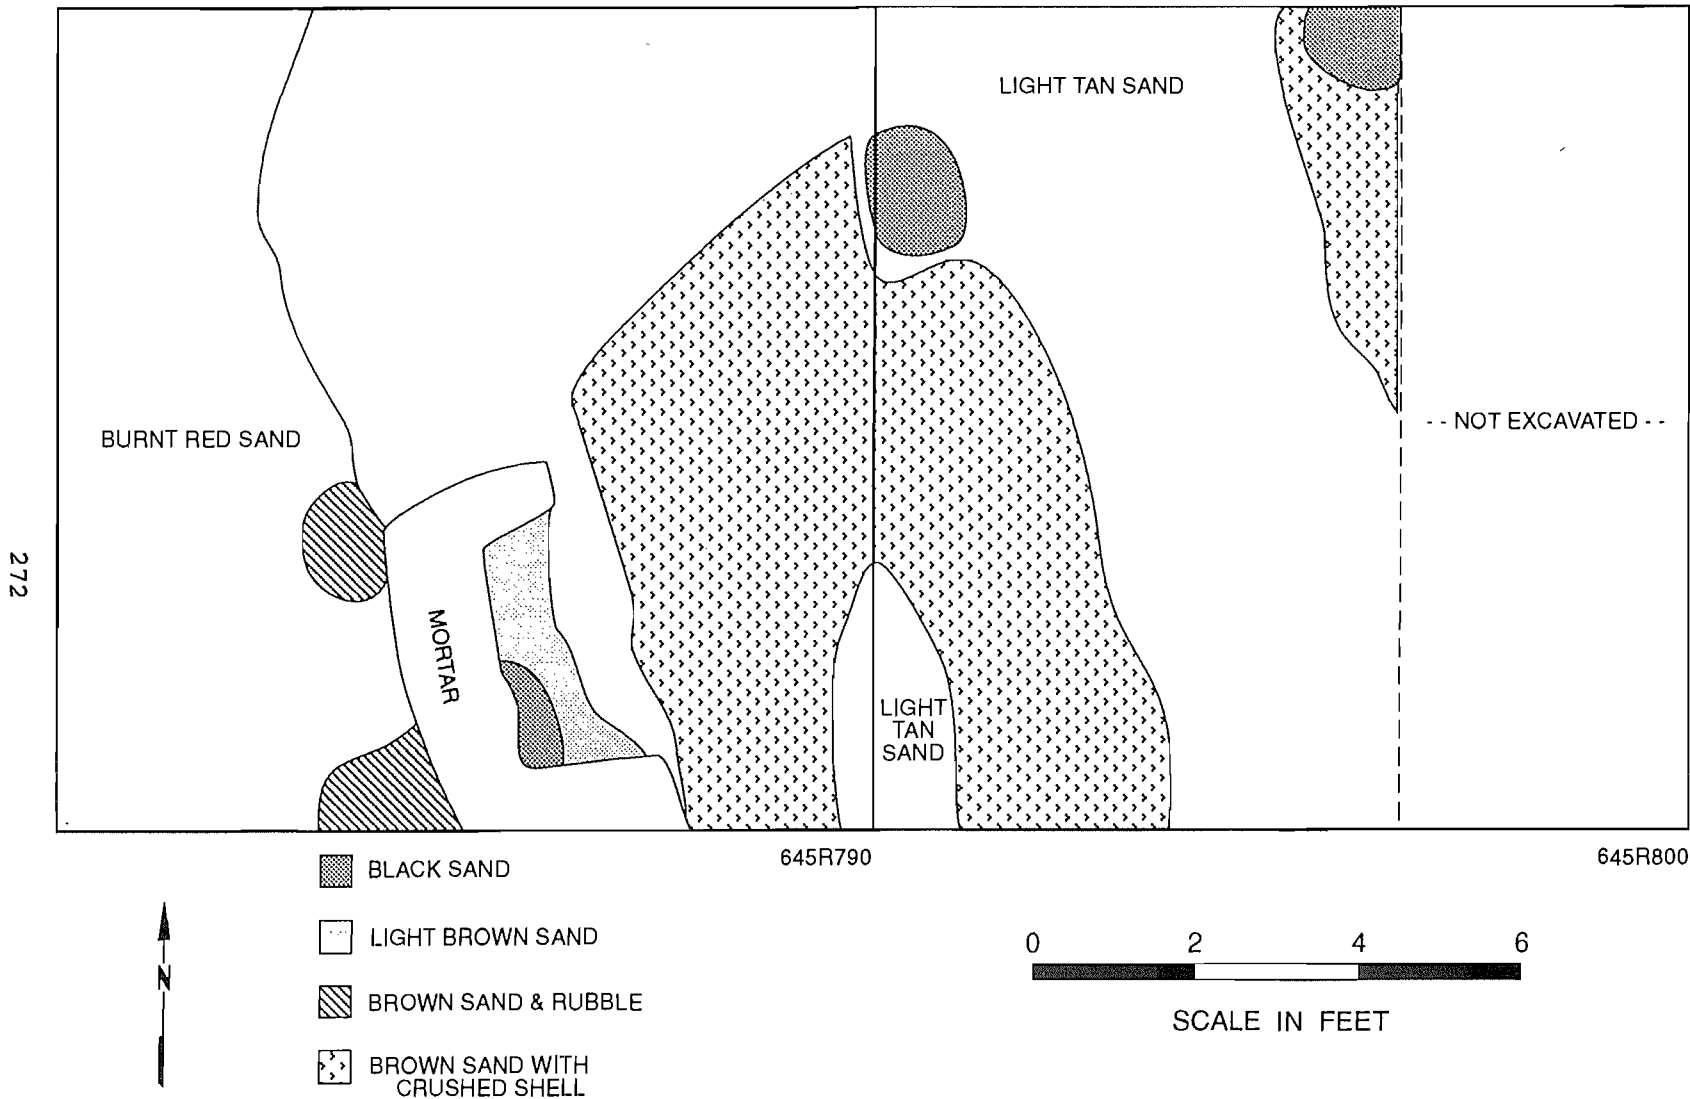 LIGHT TAN SAND
BURNT RED SAND
- - NOT EXCAVATED - -
MORTAR
LIGHT
TAN
SAND
272
645R790
645R800
BLACK SAND
LIGHT BROWN SAND
BROWN SAND & RUBBLE
BROWN SAND WITH
CRUSHED SHELL
N
0 2 4 6
SCALE IN FEET